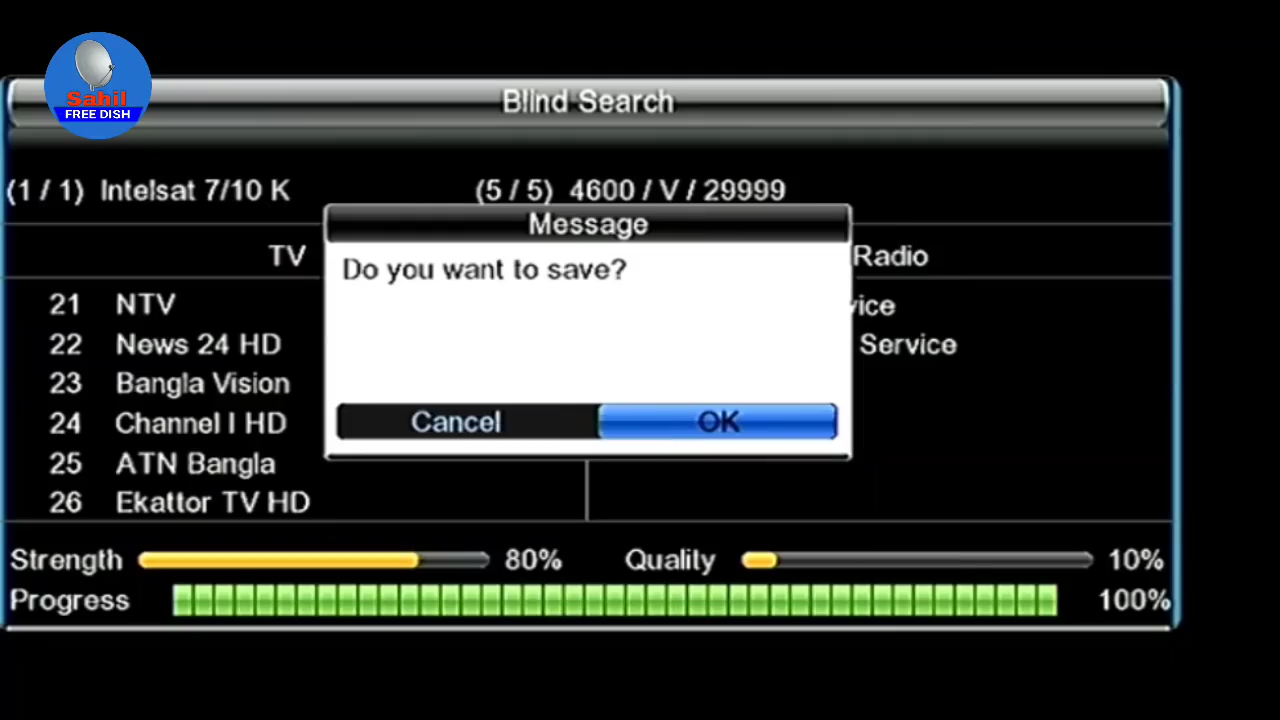 Sahil
FREE DISH
Blind Search
(1 / 1) Intelsat 7/10 K (5 / 5) 4600 / V / 29999
Message
TV Radio
Do you want to save?
21 NTV vice
22 News 24 HD Service
23 Bangla Vision
24 Channel I HD
Cancel OK
25 ATN Bangla
26 Ekattor TV HD
Strength 80% Quality 10%
Progress 100%